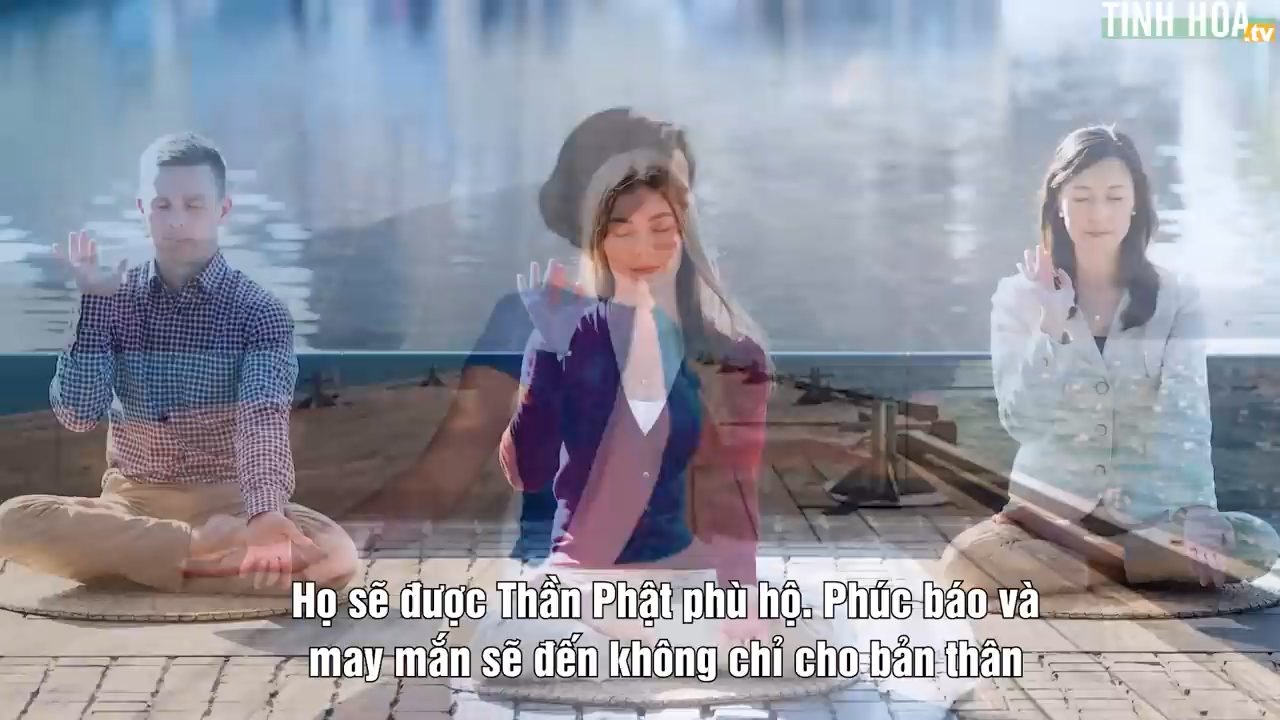 TINH HOA
.tv
Họ sẽ được Thần Phật phù hộ. Phúc báo và
may mắn sẽ đến không chỉ cho bản thân